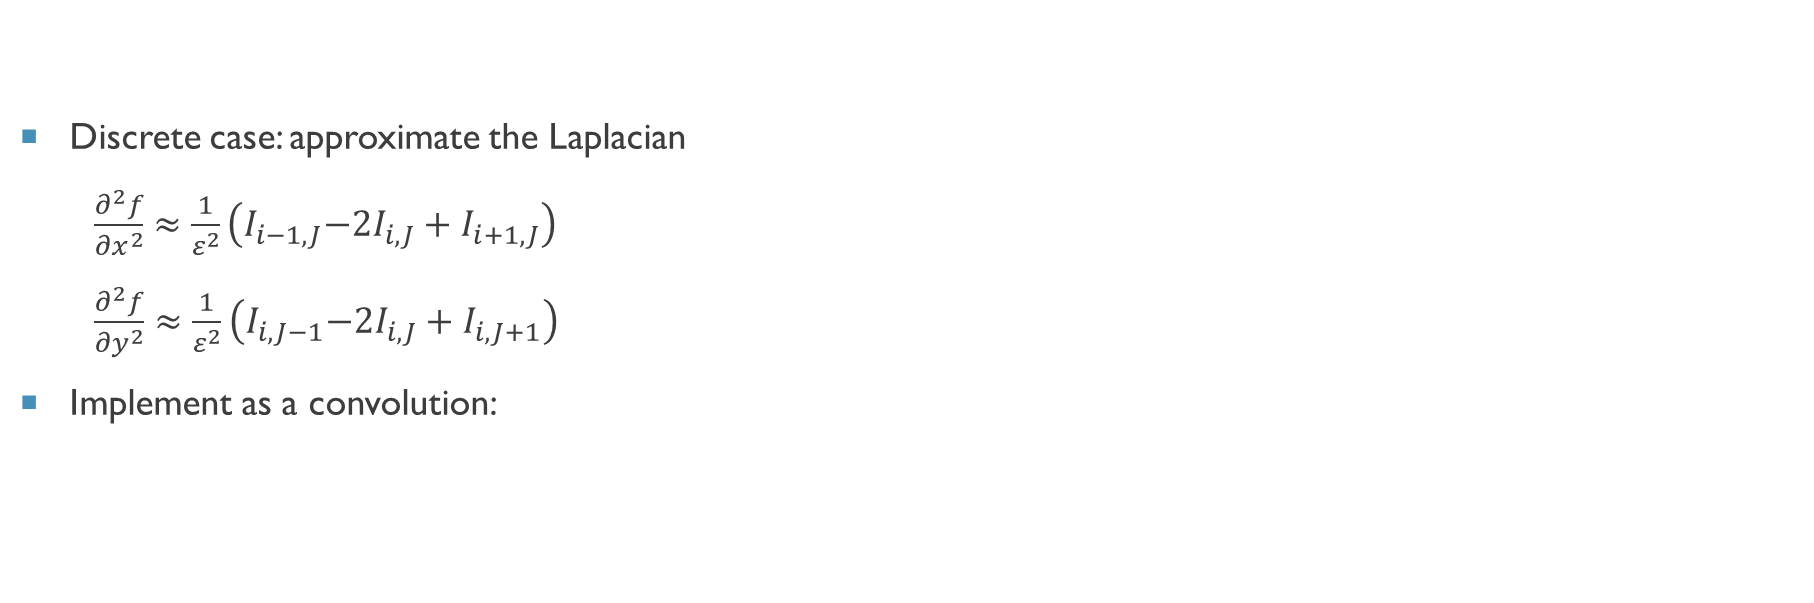 ▪ Discrete case: approximate the Laplacian
∂²f/∂x² ≈ 1/ε² (I_{i−1,J}−2I_{i,J} + I_{i+1,J})
∂²f/∂y² ≈ 1/ε² (I_{i,J−1}−2I_{i,J} + I_{i,J+1})
▪ Implement as a convolution: